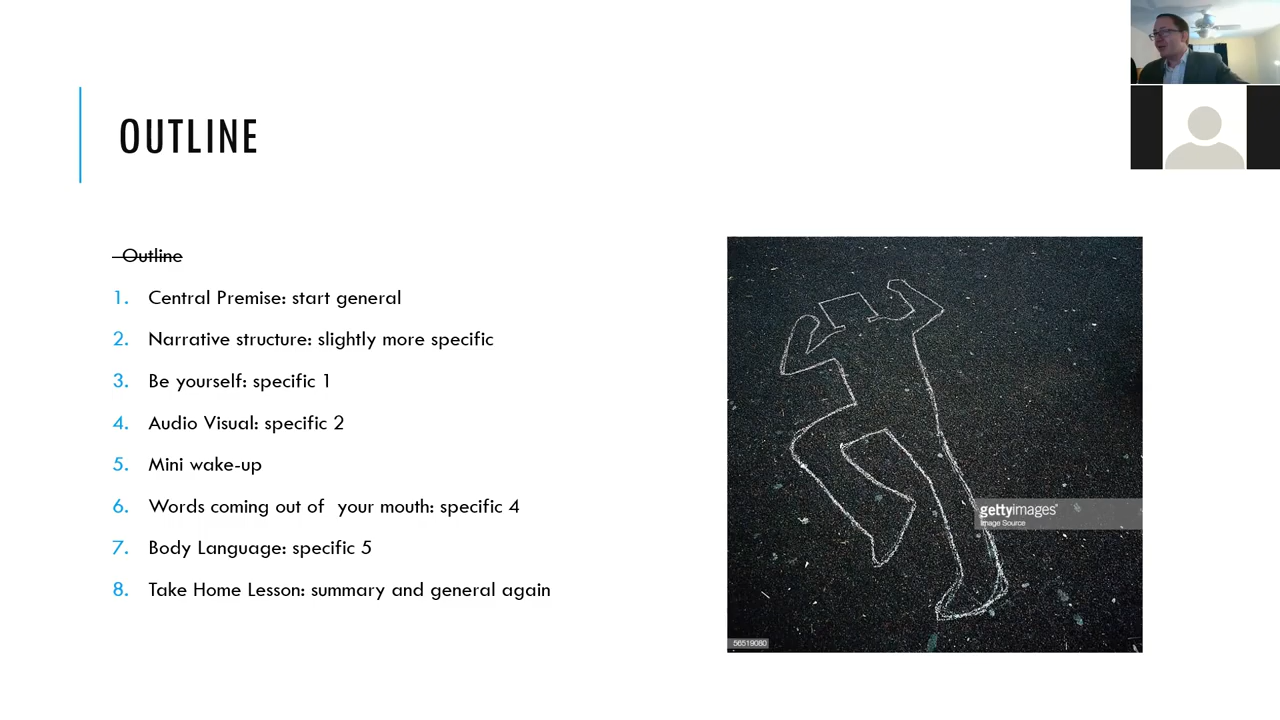 OUTLINE
Outline
1. Central Premise: start general
2. Narrative structure: slightly more specific
3. Be yourself: specific 1
4. Audio Visual: specific 2
5. Mini wake-up
6. Words coming out of  your mouth: specific 4
7. Body Language: specific 5
8. Take Home Lesson: summary and general again
gettyimages®
Image Source
56519080